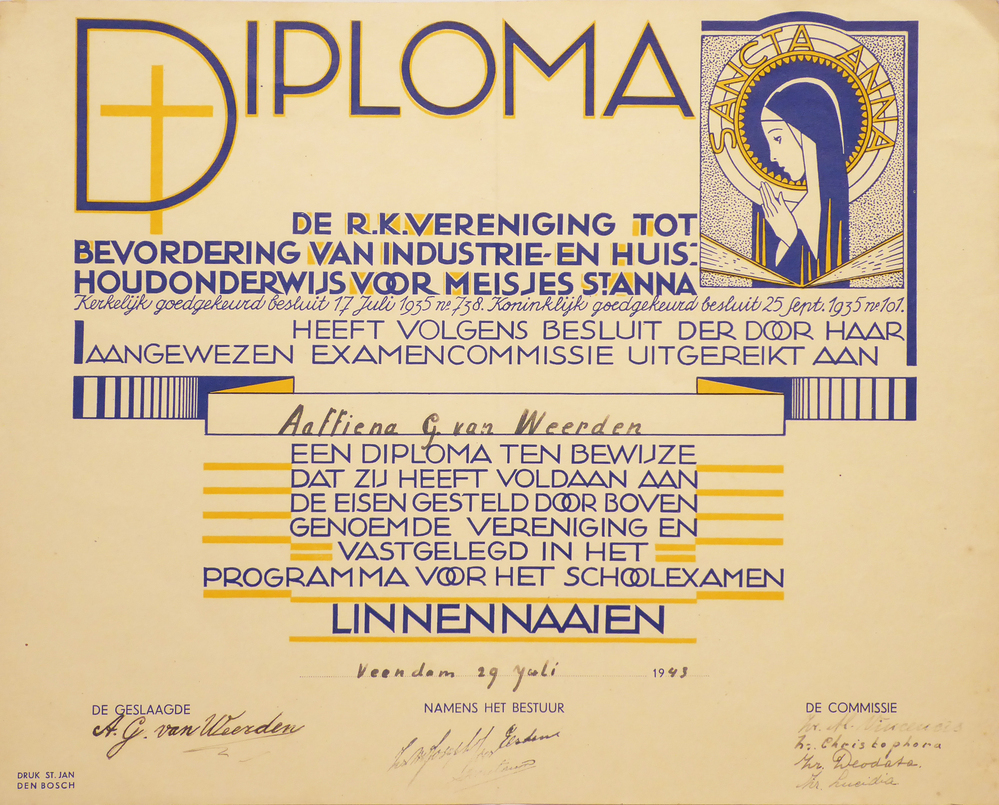 DIPLOMA
SANCTA ANNA
DE R.K. VERENIGING TOT
BEVORDERING VAN INDUSTRIE- EN HUIS-
HOUDONDERWIJS VOOR MEISJES ST. ANNA
Kerkelijk goedgekeurd besluit 17 Juli 1935 no. 738. Koninklijk goedgekeurd besluit 25 Sept. 1935 no 101.
HEEFT VOLGENS BESLUIT DER DOOR HAAR
AANGEWEZEN EXAMENCOMMISSIE UITGEREIKT AAN
Aaffiena G. van Weerden
EEN DIPLOMA TEN BEWIJZE
DAT ZIJ HEEFT VOLDAAN AAN
DE EISEN GESTELD DOOR BOVEN
GENOEMDE VERENIGING EN
VASTGELEGD IN HET
PROGRAMMA VOOR HET SCHOOLEXAMEN
LINNENNAAIEN
Veendam 29 Juli 1943
DE GESLAAGDE
A. G. van Weerden
NAMENS HET BESTUUR
DE COMMISSIE
Zr. M.
Zr. Christophora
Zr. Deodata.
Zr. Lucidia
DRUK ST. JAN
DEN BOSCH